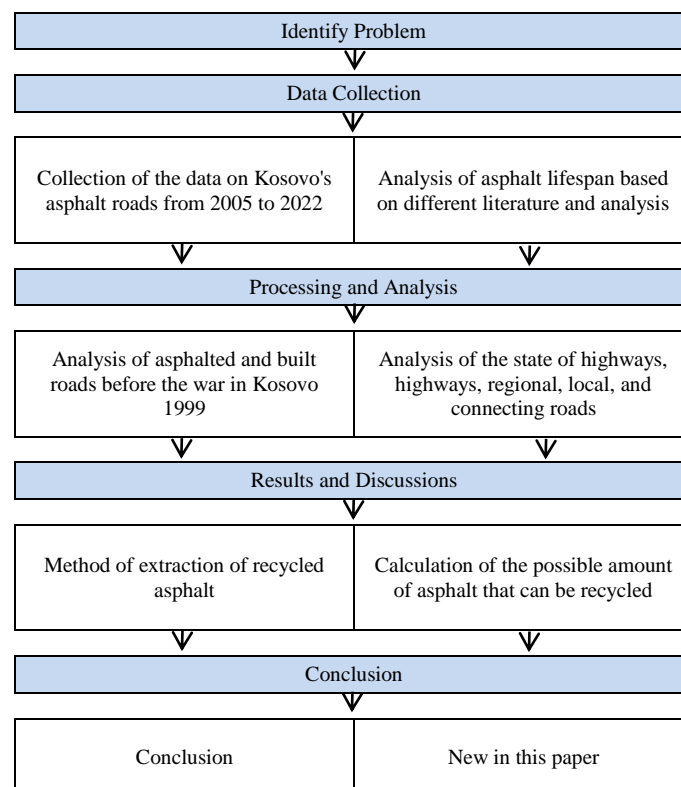 Identify Problem
Data Collection
Collection of the data on Kosovo's
asphalt roads from 2005 to 2022
Analysis of asphalt lifespan based
on different literature and analysis
Processing and Analysis
Analysis of asphalted and built
roads before the war in Kosovo
1999
Analysis of the state of highways,
highways, regional, local, and
connecting roads
Results and Discussions
Method of extraction of recycled
asphalt
Calculation of the possible amount
of asphalt that can be recycled
Conclusion
Conclusion
New in this paper